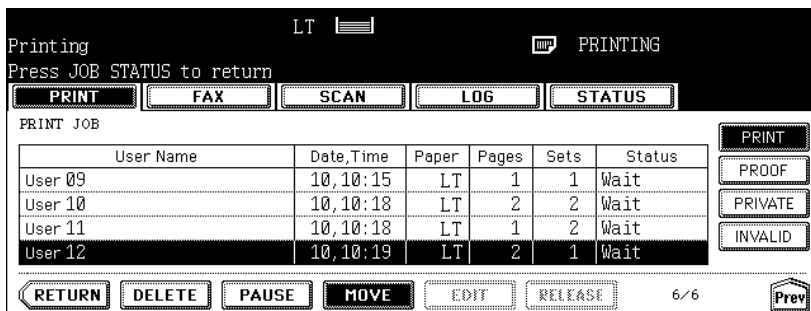 LT
Printing PRINTING
Press JOB STATUS to return
PRINT FAX SCAN LOG STATUS
PRINT JOB
PRINT
User Name Date,Time Paper Pages Sets Status
PROOF
User 09 10,10:15 LT 1 1 Wait
User 10 10,10:18 LT 2 2 Wait
PRIVATE
User 11 10,10:18 LT 1 2 Wait
INVALID
User 12 10,10:19 LT 2 1 Wait
RETURN DELETE PAUSE MOVE EDIT RELEASE 6/6 Prev